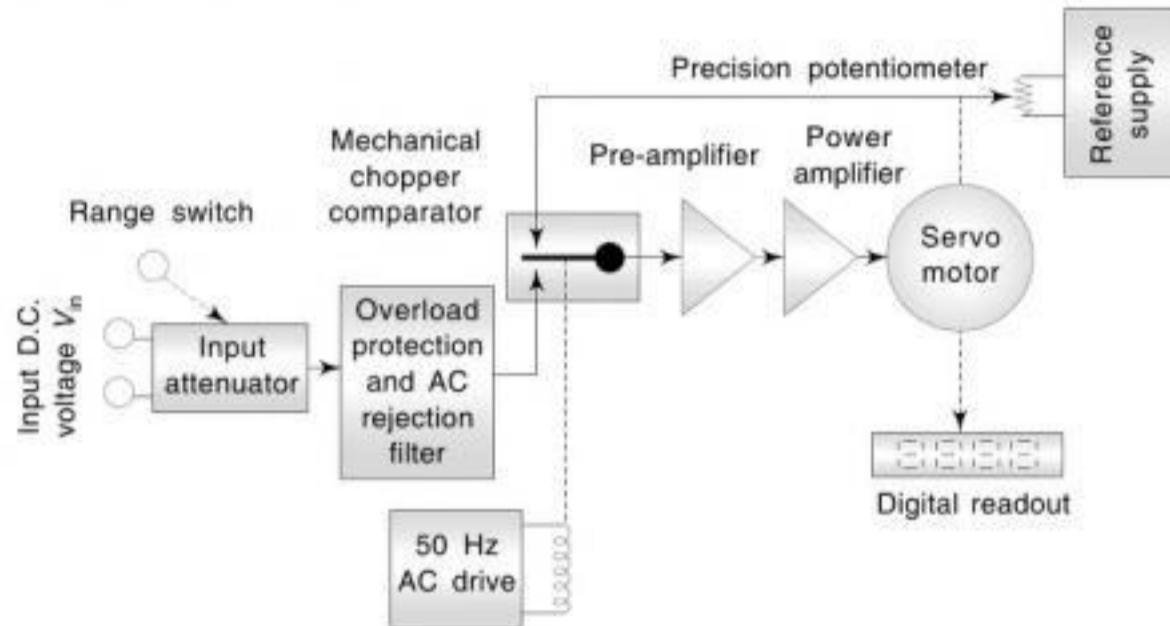 Precision potentiometer
Reference
supply
Mechanical
chopper
comparator
Pre-amplifier
Power
amplifier
Range switch
Servo
motor
Input D.C.
voltage Vin
Input
attenuator
Overload
protection
and AC
rejection
filter
Digital readout
50 Hz
AC drive